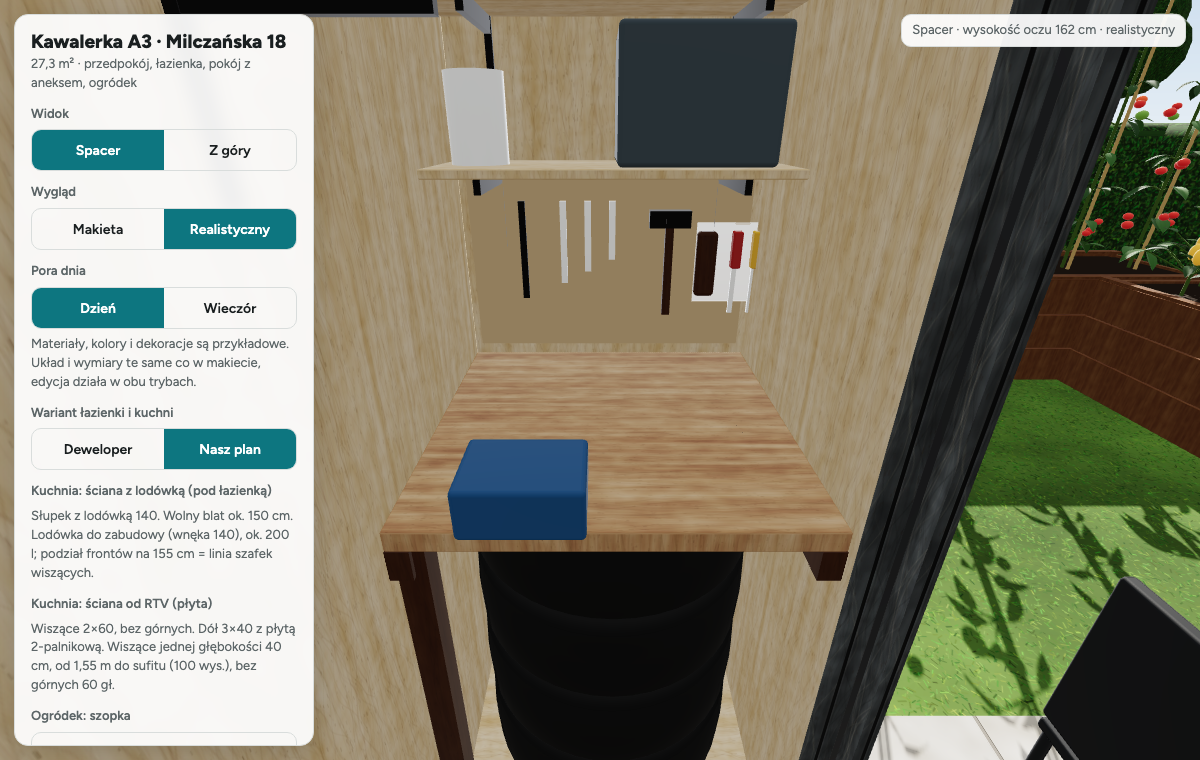 Kawalerka A3 · Milczańska 18
27,3 m² · przedpokój, łazienka, pokój z
aneksem, ogródek
Widok
Spacer
Z góry
Wygląd
Makieta
Realistyczny
Pora dnia
Dzień
Wieczór
Materiały, kolory i dekoracje są przykładowe.
Układ i wymiary te same co w makiecie,
edycja działa w obu trybach.
Wariant łazienki i kuchni
Deweloper
Nasz plan
Kuchnia: ściana z lodówką (pod łazienką)
Słupek z lodówką 140. Wolny blat ok. 150 cm.
Lodówka do zabudowy (wnęka 140), ok. 200
l; podział frontów na 155 cm = linia szafek
wiszących.
Kuchnia: ściana od RTV (płyta)
Wiszące 2×60, bez górnych. Dół 3×40 z płytą
2-palnikową. Wiszące jednej głębokości 40
cm, od 1,55 m do sufitu (100 wys.), bez
górnych 60 gł.
Ogródek: szopka
Spacer · wysokość oczu 162 cm · realistyczny